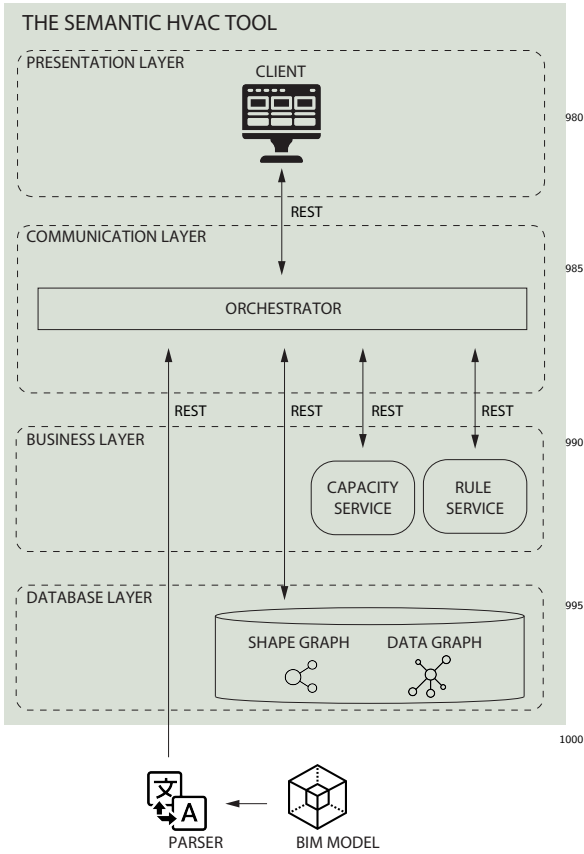 THE SEMANTIC HVAC TOOL
PRESENTATION LAYER
CLIENT
980
REST
COMMUNICATION LAYER
985
ORCHESTRATOR
REST
REST
REST
REST
BUSINESS LAYER
990
CAPACITY
SERVICE
RULE
SERVICE
DATABASE LAYER
995
SHAPE GRAPH
DATA GRAPH
1000
文
A
PARSER
BIM MODEL